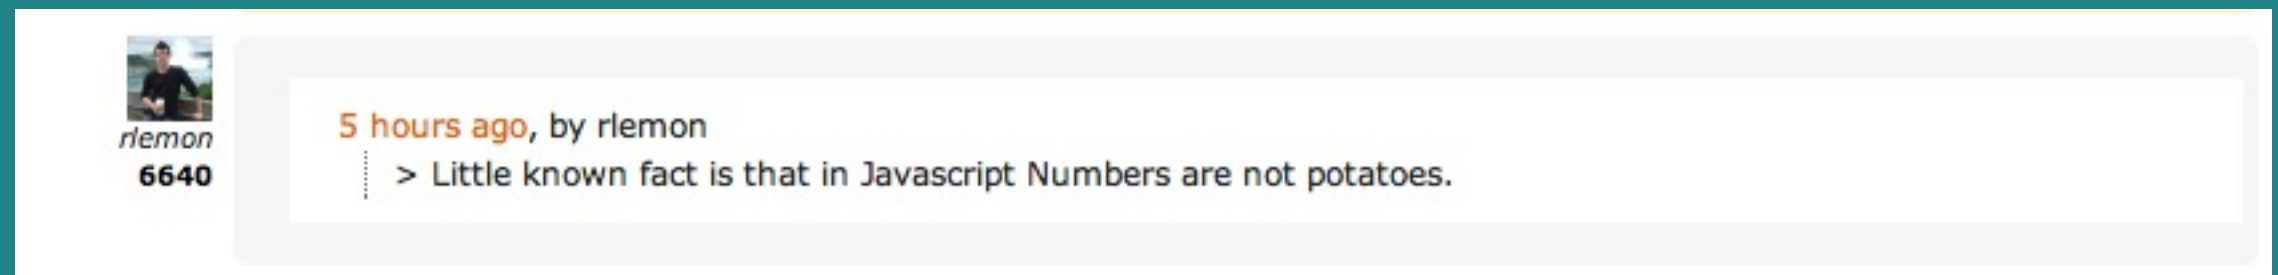 rlemon
6640
5 hours ago, by rlemon
> Little known fact is that in Javascript Numbers are not potatoes.